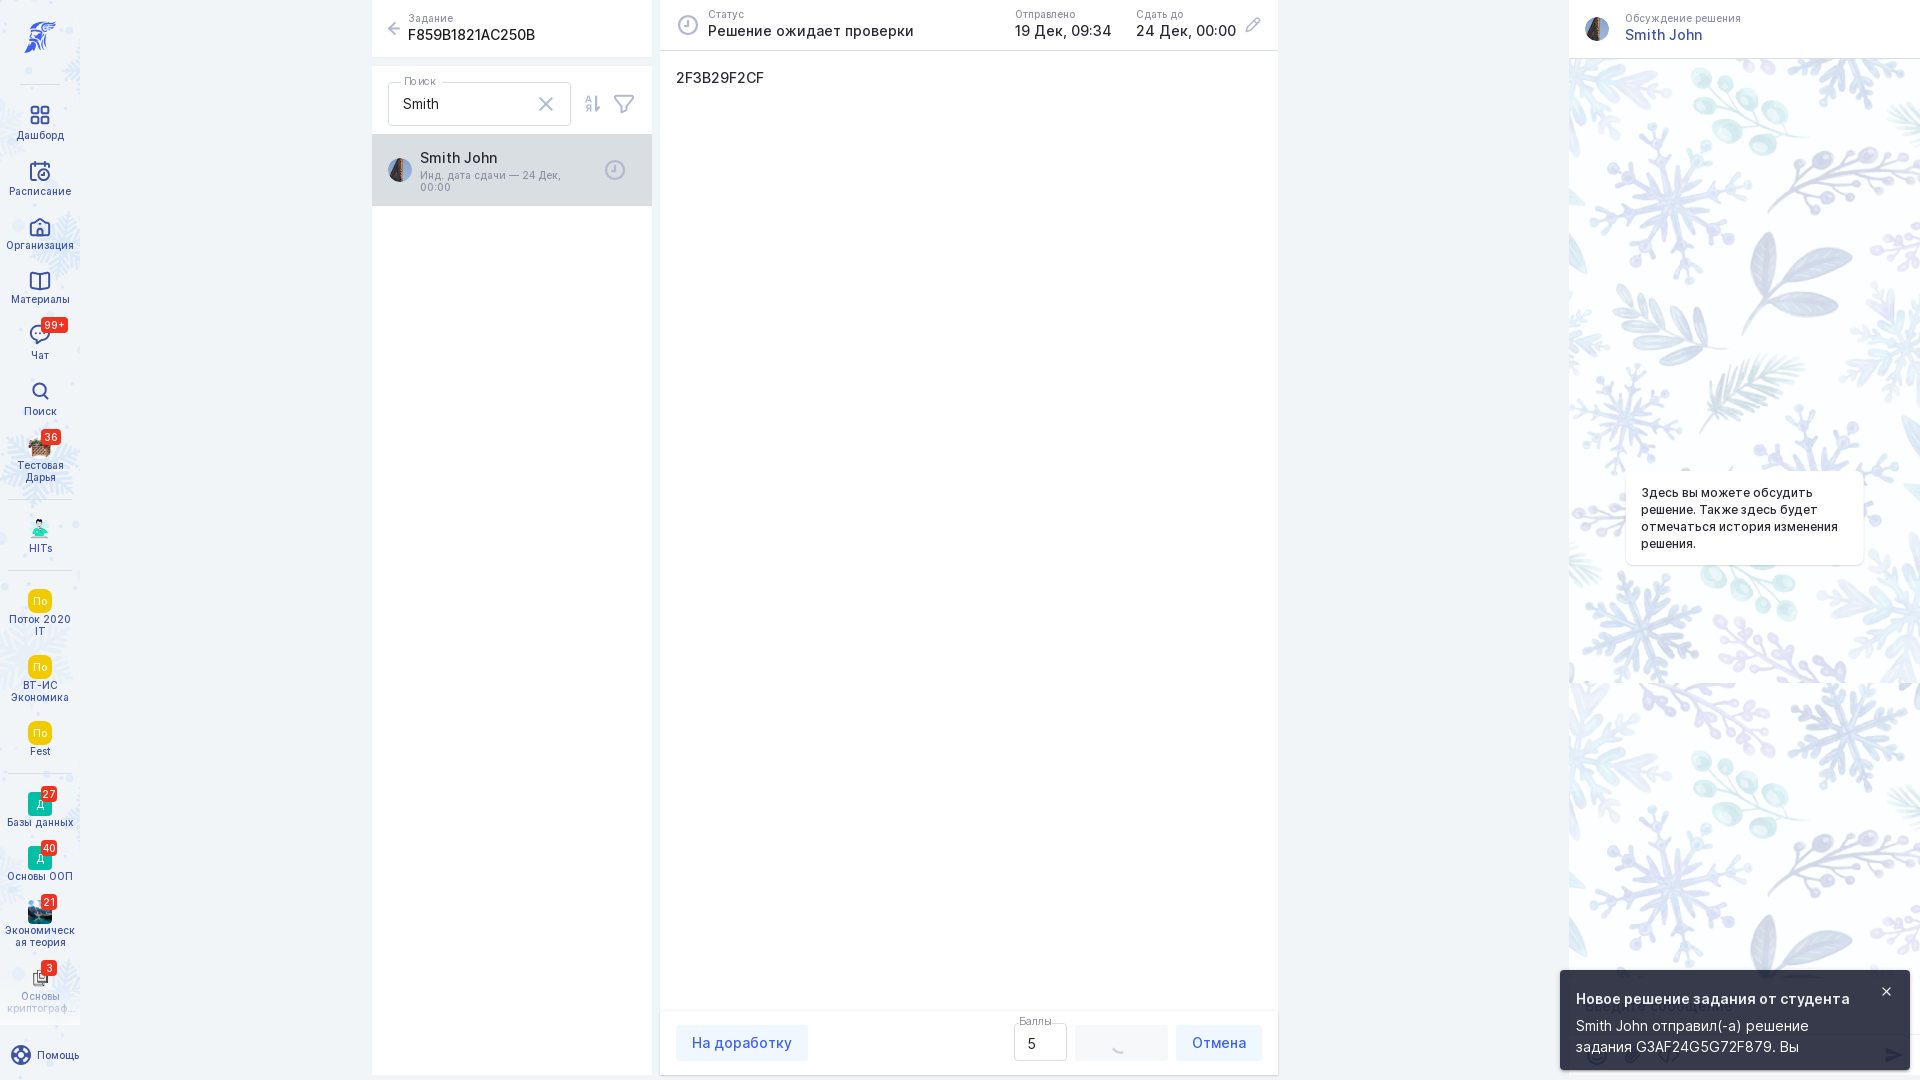 Дашборд
Расписание
Организация
Материалы
99+
Чат
Поиск
36
Тестовая
Дарья
HITs
По
Поток 2020
IT
По
ВТ-ИС
Экономика
По
Fest
27
Д
Базы данных
40
Д
Основы ООП
21
Экономическ
ая теория
3
Основы
криптограф...
Помощь
Задание
F859B1821AC250B
Поиск
Smith
А
Я
Smith John
Инд. дата сдачи — 24 Дек,
00:00
Статус
Решение ожидает проверки
Отправлено
19 Дек, 09:34
Сдать до
24 Дек, 00:00
2F3B29F2CF
На доработку
Баллы
5
Отмена
Обсуждение решения
Smith John
Здесь вы можете обсудить
решение. Также здесь будет
отмечаться история изменения
решения.
Новое решение задания от студента
Smith John отправил(-а) решение
задания G3AF24G5G72F879. Вы